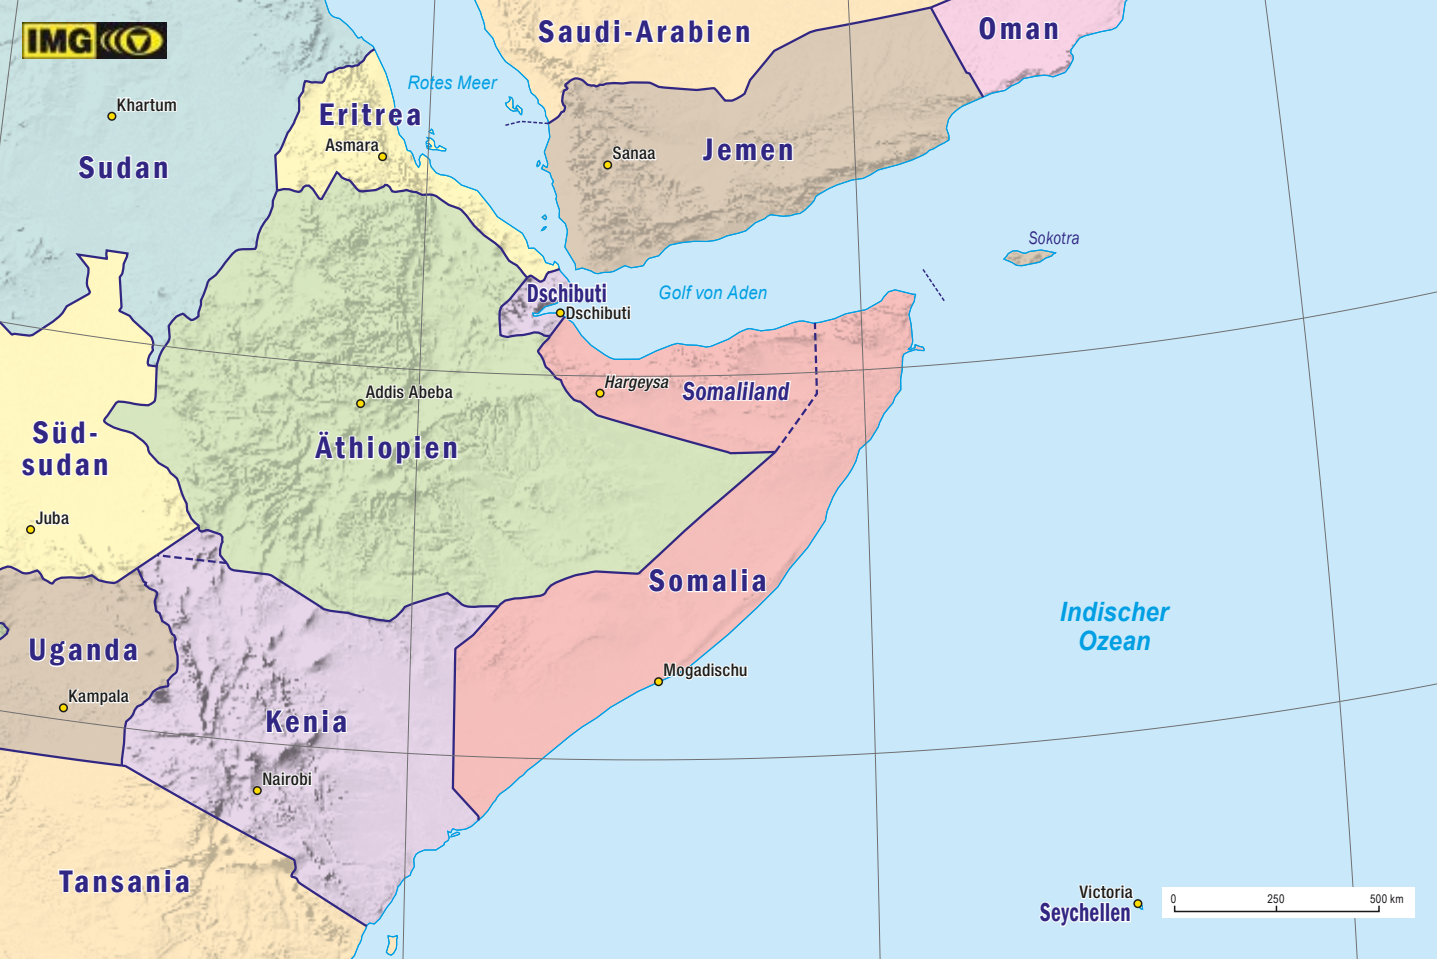 IMG
Saudi-Arabien
Oman
Rotes Meer
Khartum
Eritrea
Asmara
Sanaa
Jemen
Sudan
Sokotra
Dschibuti
Golf von Aden
Dschibuti
Hargeysa
Somaliland
Addis Abeba
Süd-
sudan
Äthiopien
Juba
Somalia
Indischer
Ozean
Uganda
Mogadischu
Kampala
Kenia
Nairobi
Tansania
Victoria
Seychellen
0 250 500 km